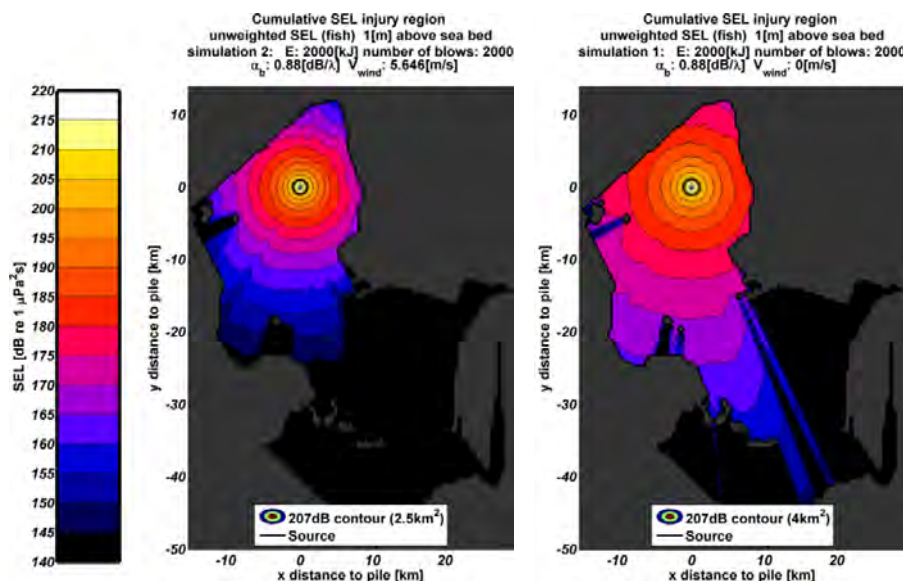 Cumulative SEL injury region
unweighted SEL (fish) 1[m] above sea bed
simulation 2: E: 2000[kJ] number of blows: 2000
α_b: 0.88[dB/λ] V_wind: 5.646[m/s]
Cumulative SEL injury region
unweighted SEL (fish) 1[m] above sea bed
simulation 1: E: 2000[kJ] number of blows: 2000
α_b: 0.88[dB/λ] V_wind: 0[m/s]
SEL [dB re 1 μPa²s]
220
215
210
205
200
195
190
185
180
175
170
165
160
155
150
145
140
y distance to pile [km]
10
0
-10
-20
-30
-40
-50
207dB contour (2.5km²)
Source
-10
0
10
20
x distance to pile [km]
y distance to pile [km]
10
0
-10
-20
-30
-40
-50
207dB contour (4km²)
Source
-10
0
10
20
x distance to pile [km]